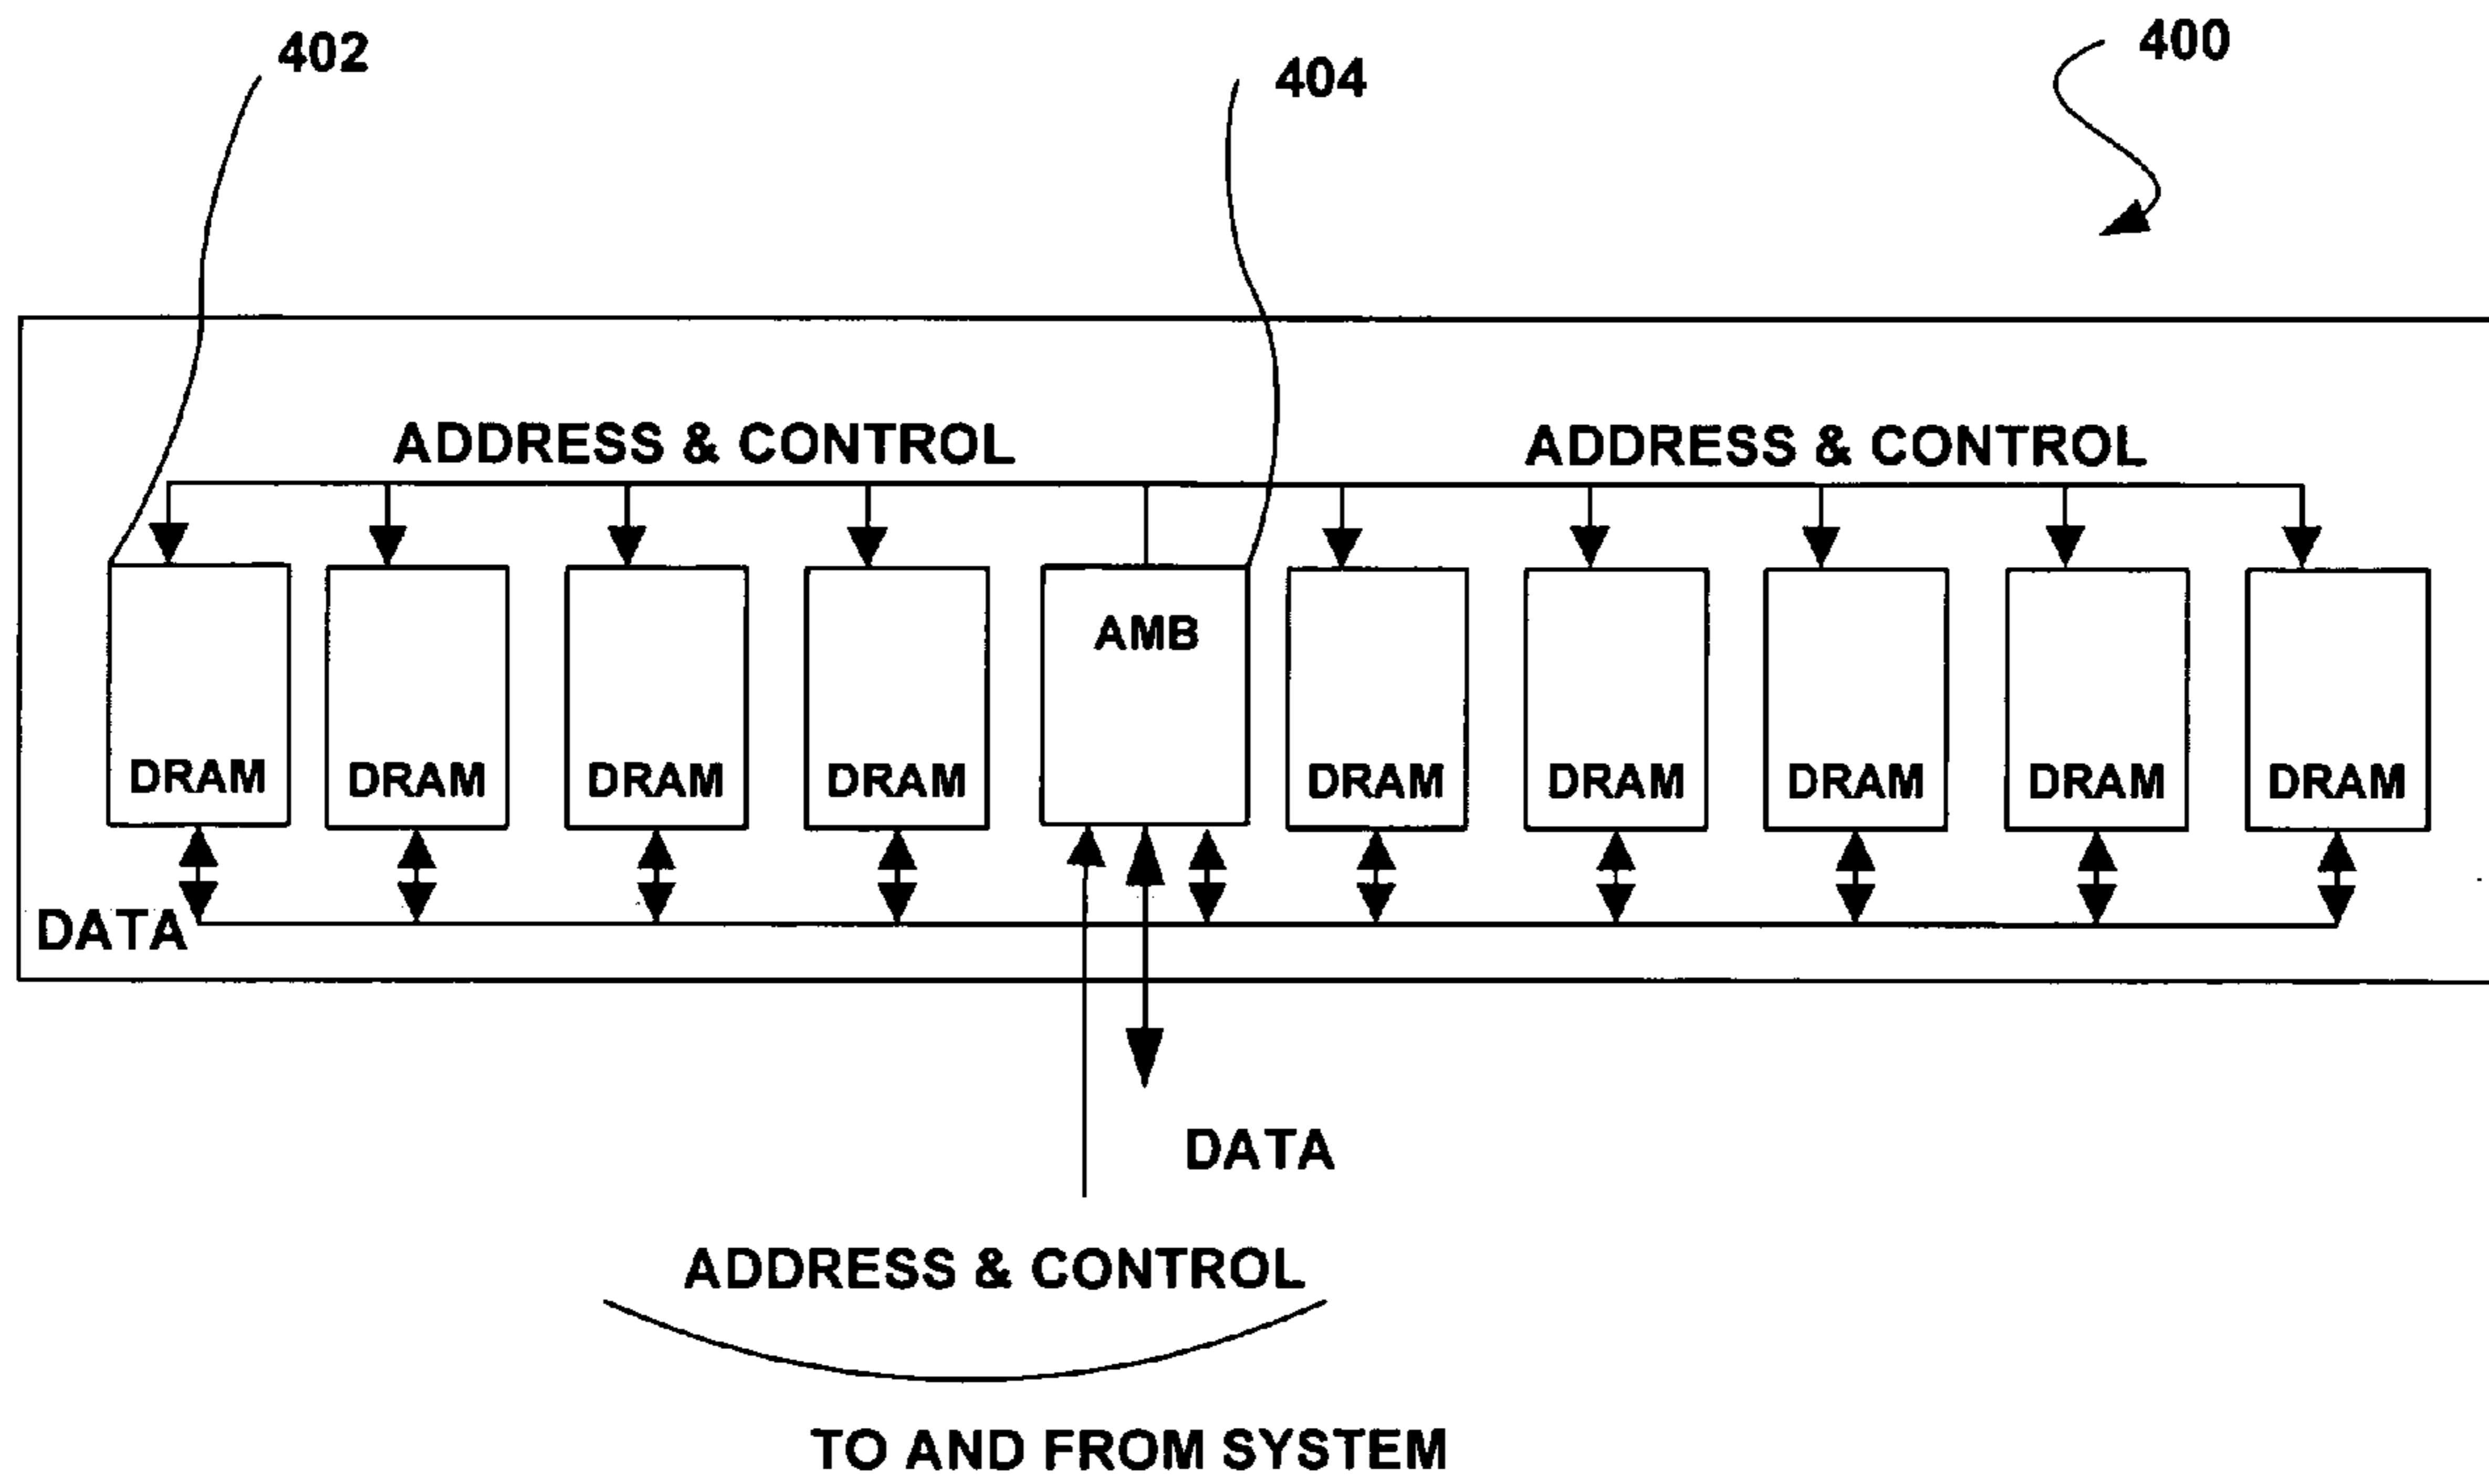 402
404
400
ADDRESS & CONTROL
ADDRESS & CONTROL
AMB
DRAM
DRAM
DRAM
DRAM
DRAM
DRAM
DRAM
DRAM
DRAM
DATA
DATA
ADDRESS & CONTROL
TO AND FROM SYSTEM